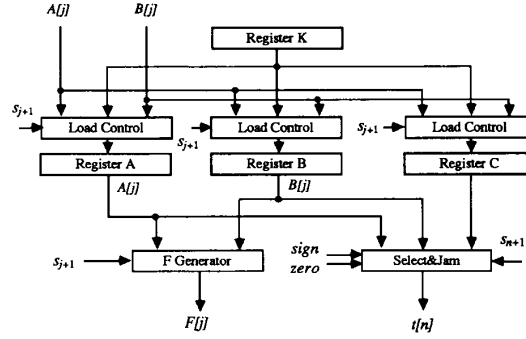 A[j] B[j]
Register K
s_{j+1} Load Control s_{j+1} Load Control s_{j+1} Load Control
Register A Register B Register C
A[j] B[j]
s_{j+1} F Generator sign zero Select&Jam s_{n+1}
F[j] t[n]